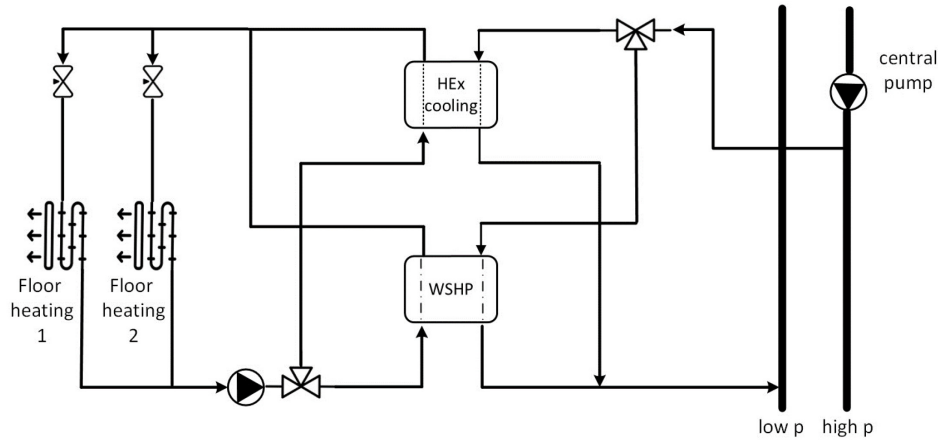 HEx
cooling
central
pump
WSHP
Floor
heating
1
Floor
heating
2
low p
high p